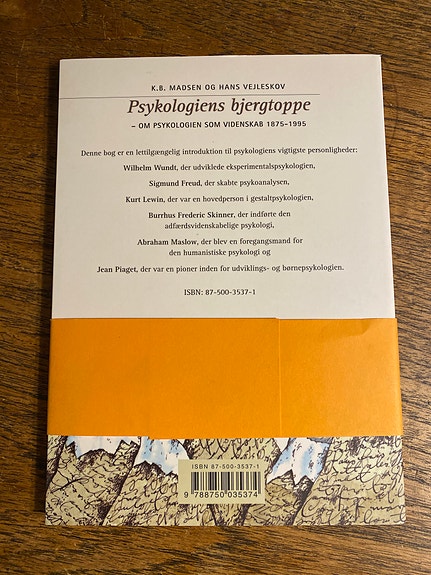 K.B. MADSEN OG HANS VEJLESKOV
Psykologiens bjergtoppe
– OM PSYKOLOGIEN SOM VIDENSKAB 1875–1995
Denne bog er en lettilgængelig introduktion til psykologiens vigtigste personligheder:
Wilhelm Wundt, der udviklede eksperimentalpsykologien,
Sigmund Freud, der skabte psykoanalysen,
Kurt Lewin, der var en hovedperson i gestaltpsykologien,
Burrhus Frederic Skinner, der indførte den
adfærdsvidenskabelige psykologi,
Abraham Maslow, der blev en foregangsmand for
den humanistiske psykologi og
Jean Piaget, der var en pioner inden for udviklings- og børnepsykologien.
ISBN: 87-500-3537-1
ISBN 87-500-3537-1
9 788750 035374